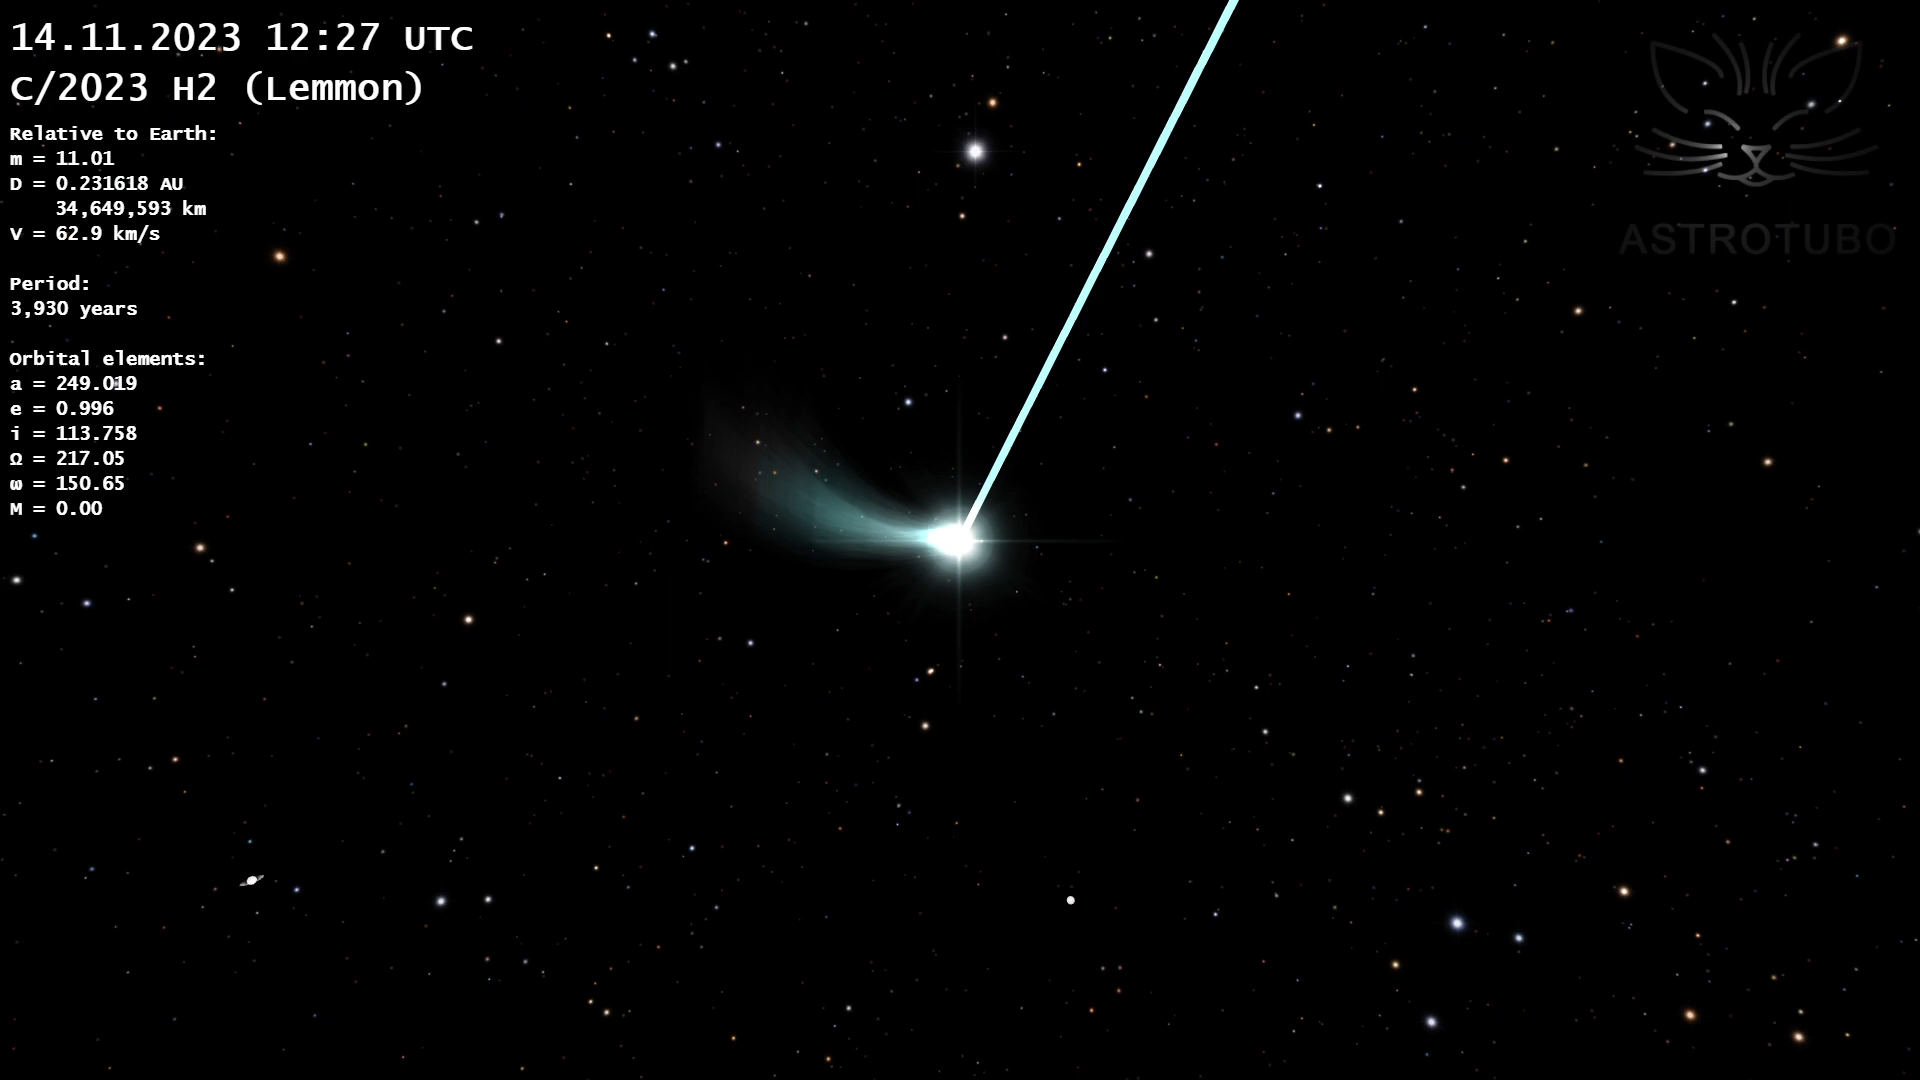 14.11.2023 12:27 UTC
C/2023 H2 (Lemmon)
Relative to Earth:
m = 11.01
D = 0.231618 AU
34,649,593 km
V = 62.9 km/s
Period:
3,930 years
Orbital elements:
a = 249.019
e = 0.996
i = 113.758
Ω = 217.05
ω = 150.65
M = 0.00
ASTROTUBO